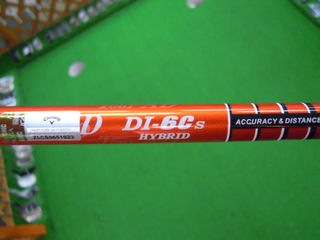 D DI-6C S
HYBRID
ACCURACY & DISTANCE